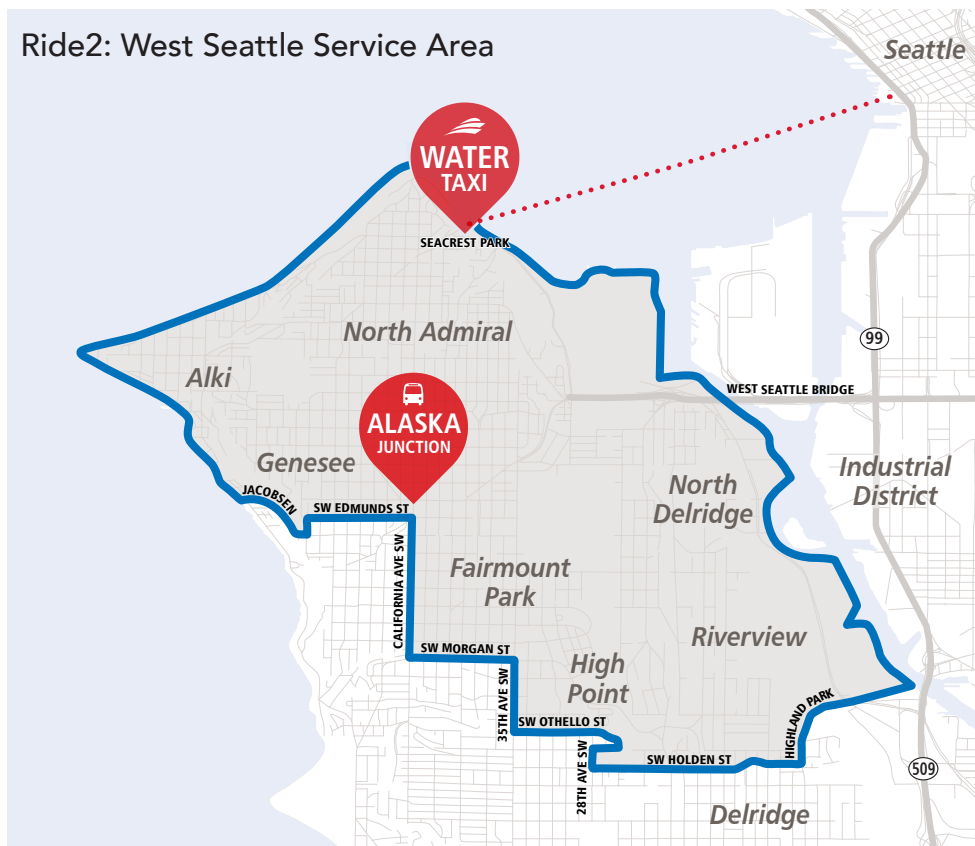 Ride2: West Seattle Service Area
Seattle
WATER
TAXI
SEACREST PARK
North Admiral
99
Alki
WEST SEATTLE BRIDGE
ALASKA
JUNCTION
Genesee
Industrial
District
North
Delridge
JACOBSEN
SW EDMUNDS ST
CALIFORNIA AVE SW
Fairmount
Park
Riverview
SW MORGAN ST
High
Point
35TH AVE SW
SW OTHELLO ST
HIGHLAND PARK
28TH AVE SW
SW HOLDEN ST
509
Delridge